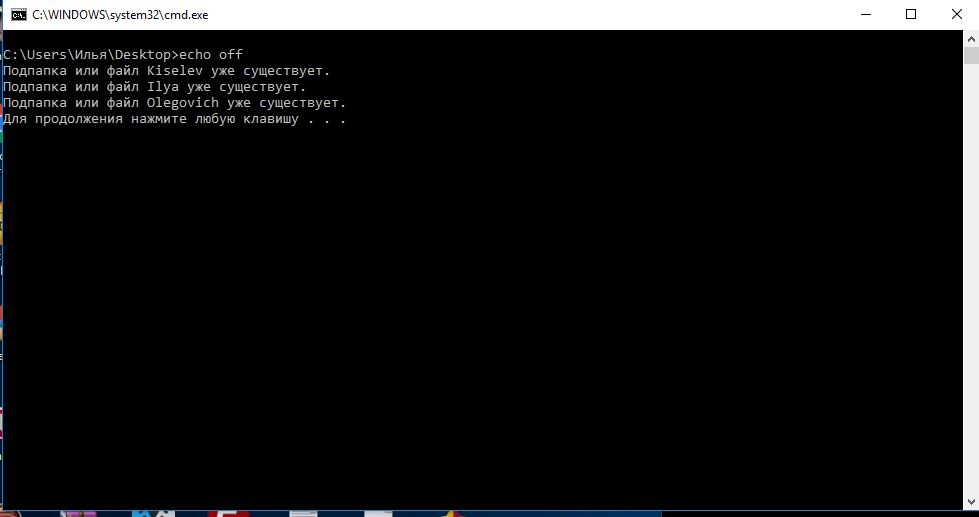 C:\WINDOWS\system32\cmd.exe
C:\Users\Илья\Desktop>echo off
Подпапка или файл Kiselev уже существует.
Подпапка или файл Ilya уже существует.
Подпапка или файл Olegovich уже существует.
Для продолжения нажмите любую клавишу . . .